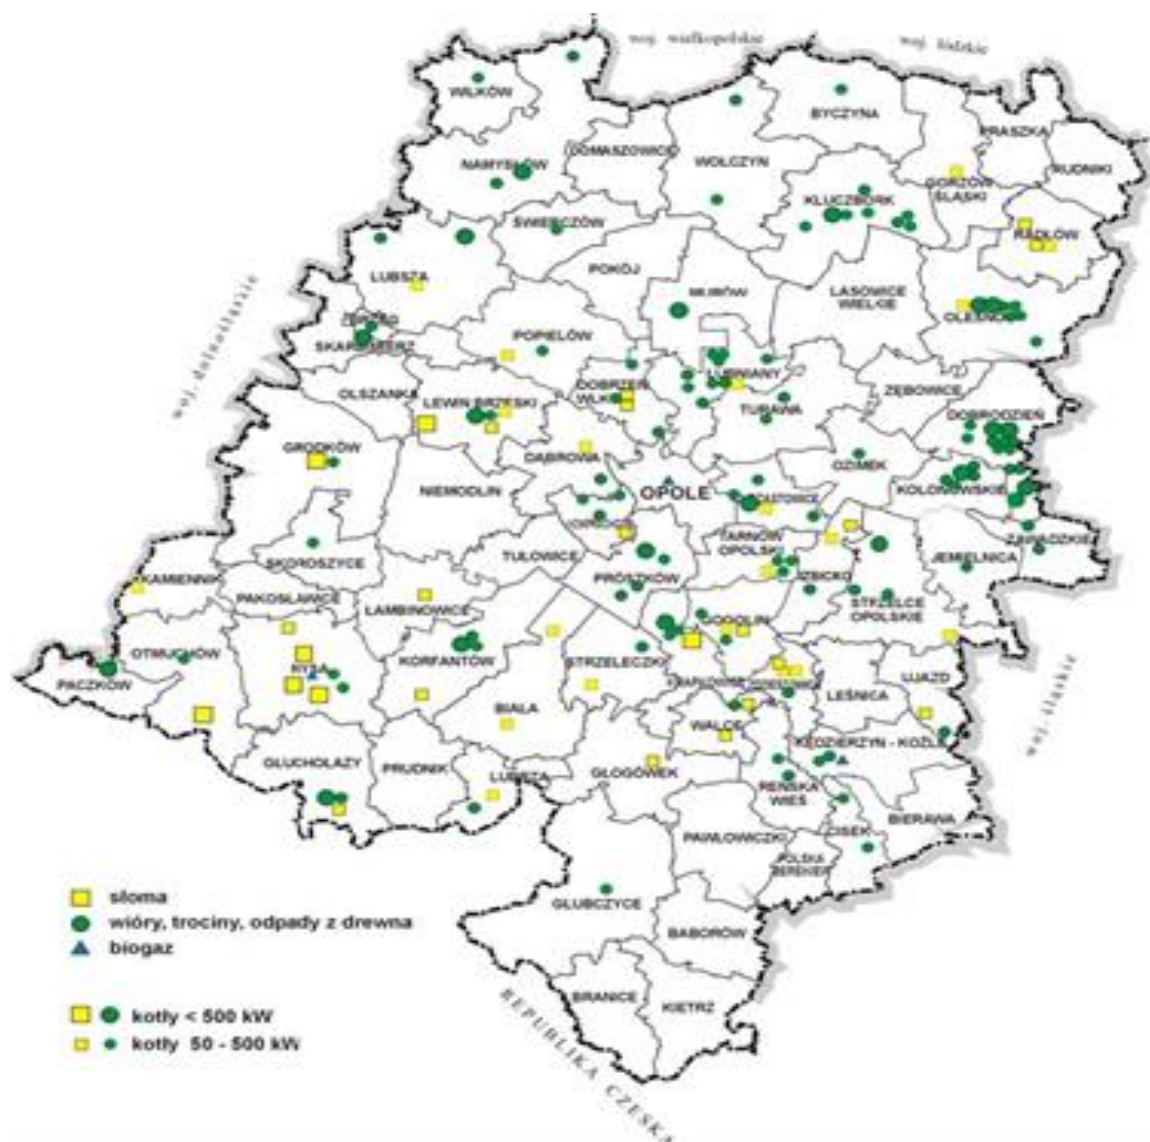 woj. wielkopolskie
woj. łódzkie
WILKÓW
BYCZYNA
PRASZKA
DOMASZOWICE
WOŁCZYN
NAMYSŁÓW
RUDNIKI
GORZÓW
ŚLĄSKI
KLUCZBORK
ŚWIERCZÓW
RADŁÓW
POKÓJ
LUBSZA
MURÓW
LASOWICE
WIELKIE
woj. dolnośląskie
OLESNO
SKARBIMIERZ
POPIELÓW
OLSZANKA
DOBRZEŃ
WLK.
ŁUBNIANY
ZĘBOWICE
LEWIN BRZESKI
TURAWA
DOBRODZIEŃ
GRODKÓW
DĄBROWA
OZIMEK
NIEMODLIN
OPOLE
KOLONOWSKIE
TARNÓW
OPOLSKI
ZAWADZKIE
SKOROSZYCE
TUŁOWICE
JEMIELNICA
KAMIENNIK
PRÓSZKÓW
IZBICKO
PAKOSŁAWICE
ŁAMBINOWICE
STRZELCE
OPOLSKIE
GOGOLIN
OTMUCHÓW
NYSA
KORFANTÓW
STRZELECZKI
PACZKÓW
UJAZD
LEŚNICA
BIAŁA
woj. śląskie
WALCE
KĘDZIERZYN - KOŹLE
GŁUCHOŁAZY
PRUDNIK
LUBRZA
GŁOGÓWEK
REŃSKA
WIEŚ
BIERAWA
PAWŁOWICZKI
CISEK
GŁUBCZYCE
BABORÓW
BRANICE
KIETRZ
REPUBLIKA CZESKA
słoma
wióry, trociny, odpady z drewna
biogaz
kotły < 500 kW
kotły 50 - 500 kW